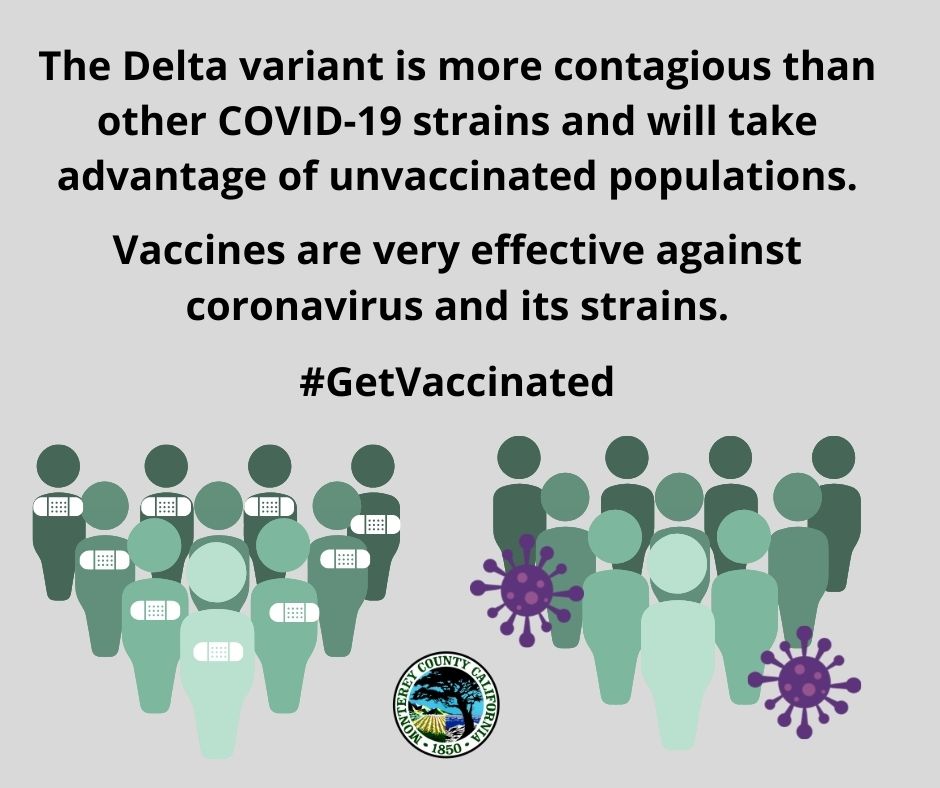 The Delta variant is more contagious than
other COVID-19 strains and will take
advantage of unvaccinated populations.
Vaccines are very effective against
coronavirus and its strains.
#GetVaccinated
MONTEREY COUNTY CALIFORNIA
• 1850 •